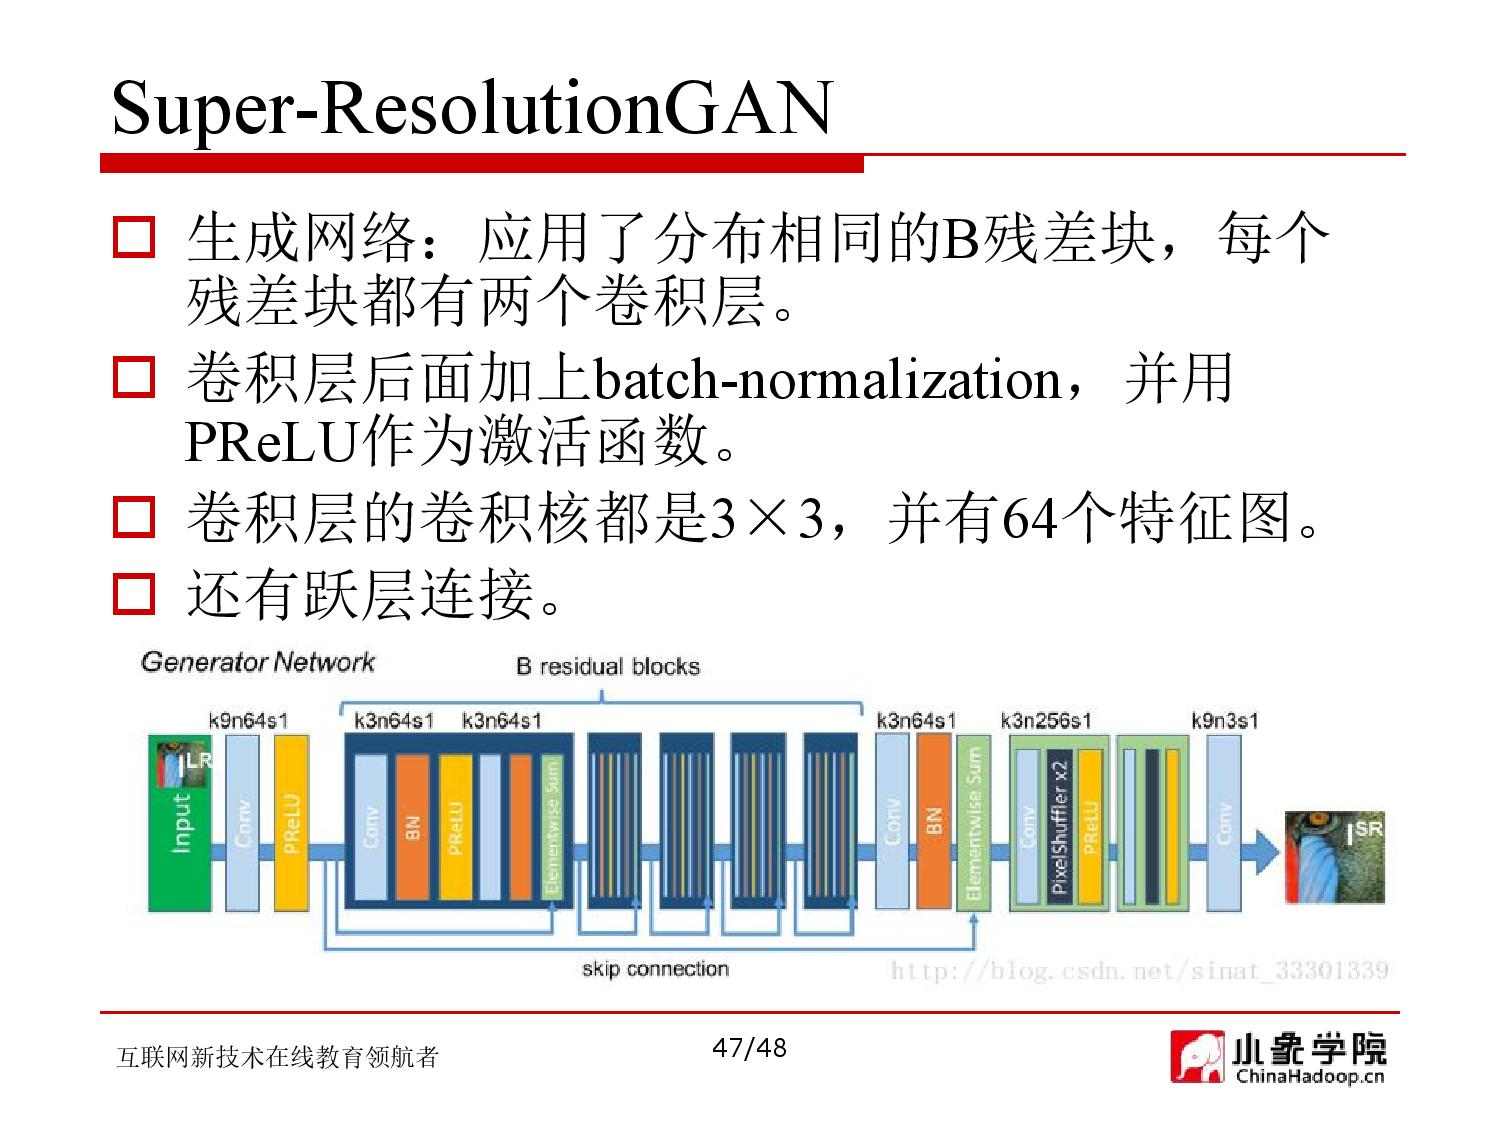 Super-ResolutionGAN
生成网络：应用了分布相同的B残差块，每个
残差块都有两个卷积层。
卷积层后面加上batch-normalization，并用
PReLU作为激活函数。
卷积层的卷积核都是3×3，并有64个特征图。
还有跃层连接。
Generator Network
B residual blocks
k9n64s1
k3n64s1
k3n64s1
k3n64s1
k3n256s1
k9n3s1
I^LR
Input
Conv
PReLU
Conv
BN
PReLU
Elementwise Sum
Conv
BN
Elementwise Sum
Conv
PixelShuffler x2
PReLU
Conv
I^SR
skip connection
http://blog.csdn.net/sinat_33301339
互联网新技术在线教育领航者
47/48
小象学院
ChinaHadoop.cn